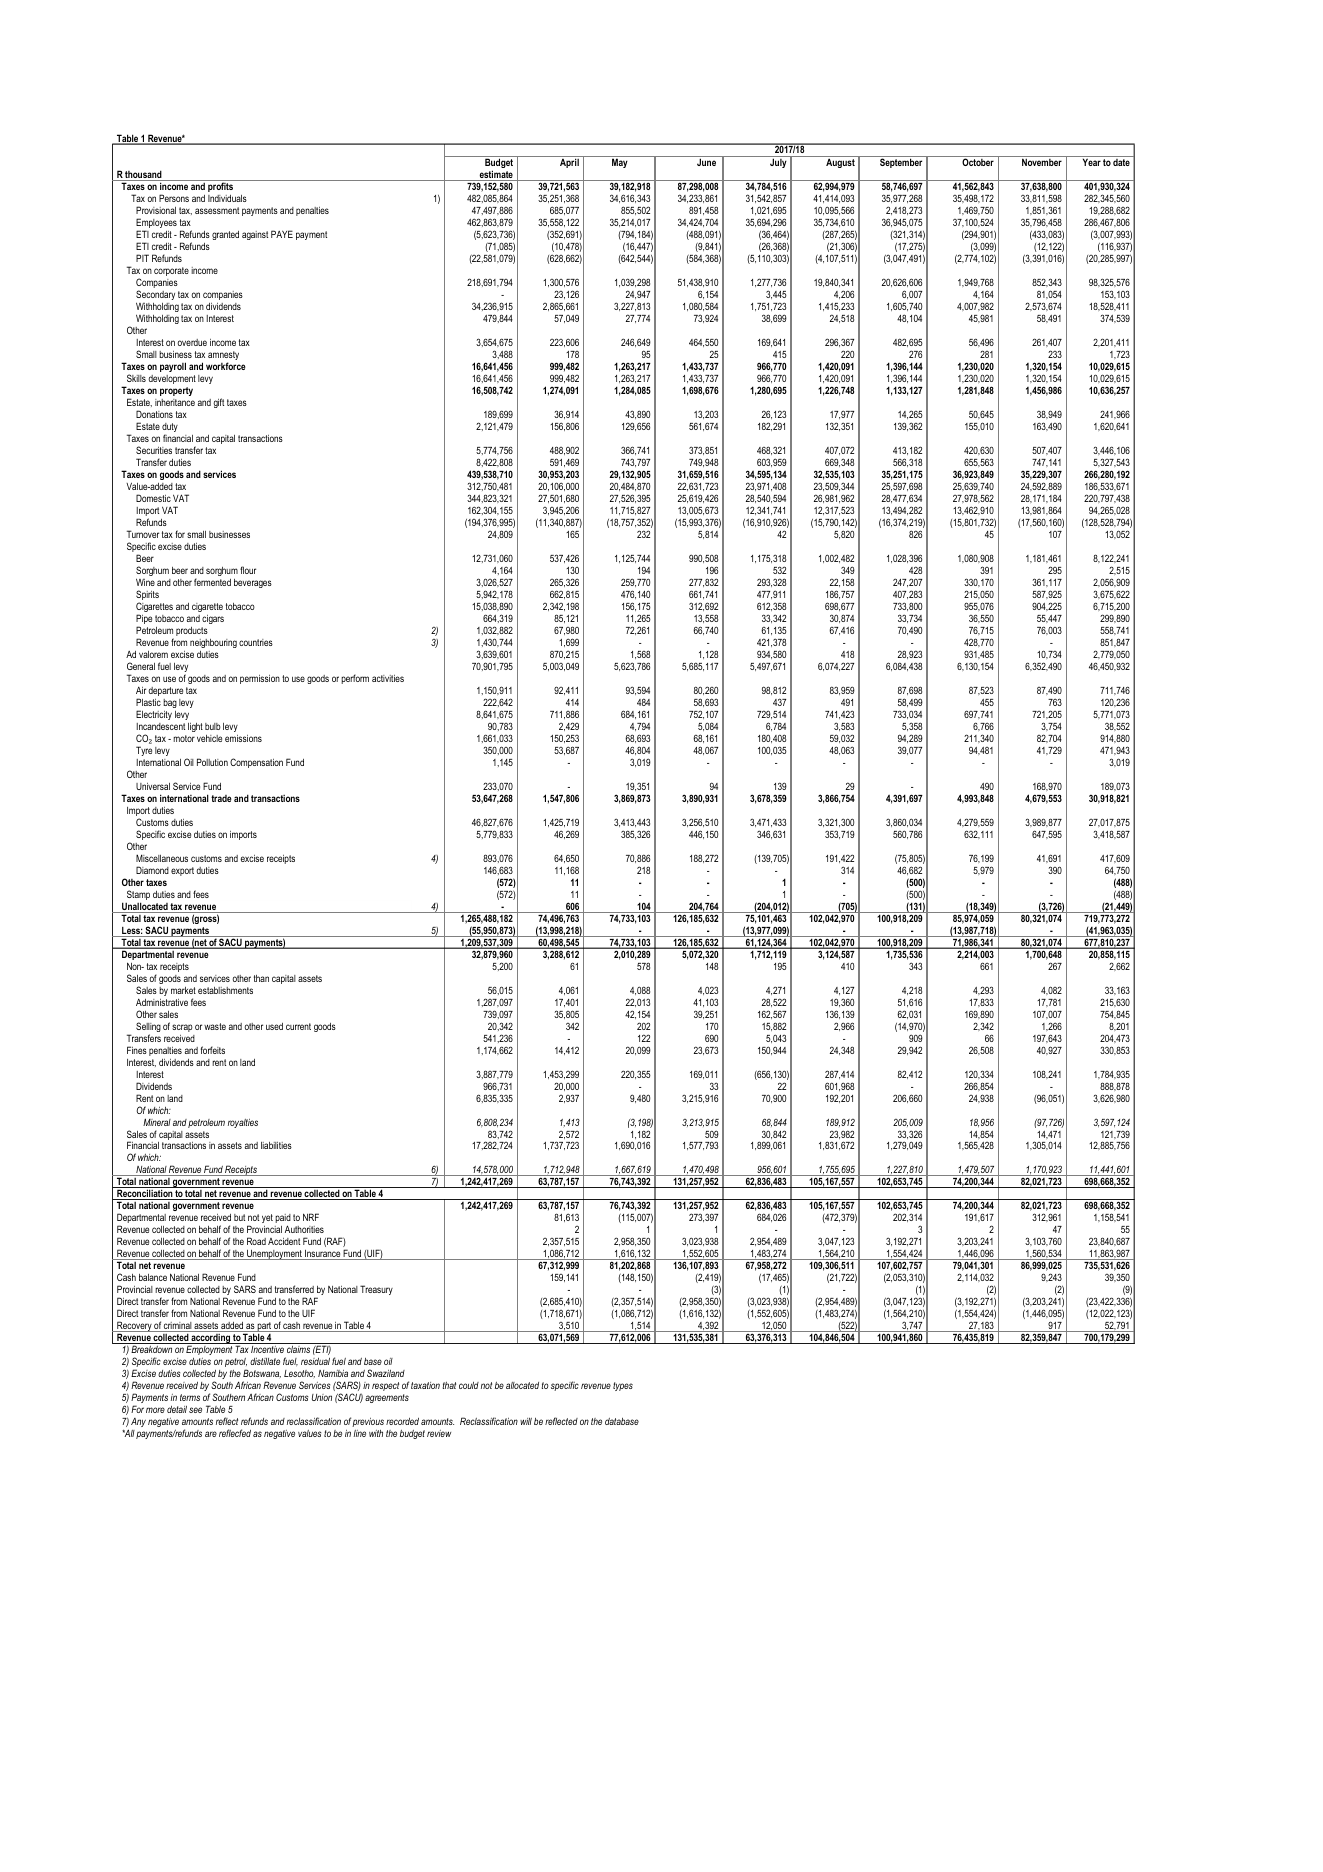 Table 1 Revenue*
2017/18
Budget April May June July August September October November Year to date
R thousand estimate
Taxes on income and profits 739,152,580 39,721,563 39,182,918 87,298,008 34,784,516 62,994,979 58,746,697 41,562,843 37,638,800 401,930,324
Tax on Persons and Individuals 1) 482,085,864 35,251,368 34,616,343 34,233,861 31,542,857 41,414,093 35,977,268 35,498,172 33,811,598 282,345,560
Provisional tax, assessment payments and penalties 47,497,886 685,077 855,502 891,458 1,021,695 10,095,566 2,418,273 1,469,750 1,851,361 19,288,682
Employees tax 462,863,879 35,558,122 35,214,017 34,424,704 35,694,296 35,734,610 36,945,075 37,100,524 35,796,458 286,467,806
ETI credit - Refunds granted against PAYE payment (5,623,736) (352,691) (794,184) (488,091) (36,464) (287,265) (321,314) (294,901) (433,083) (3,007,993)
ETI credit - Refunds (71,085) (10,478) (16,447) (9,841) (26,368) (21,306) (17,275) (3,099) (12,122) (116,937)
PIT Refunds (22,581,079) (628,662) (642,544) (584,368) (5,110,303) (4,107,511) (3,047,491) (2,774,102) (3,391,016) (20,285,997)
Tax on corporate income
Companies 218,691,794 1,300,576 1,039,298 51,438,910 1,277,736 19,840,341 20,626,606 1,949,768 852,343 98,325,576
Secondary tax on companies - 23,126 24,947 6,154 3,445 4,206 6,007 4,164 81,054 153,103
Withholding tax on dividends 34,236,915 2,865,661 3,227,813 1,080,584 1,751,723 1,415,233 1,605,740 4,007,982 2,573,674 18,528,411
Withholding tax on Interest 479,844 57,049 27,774 73,924 38,699 24,518 48,104 45,981 58,491 374,539
Other
Interest on overdue income tax 3,654,675 223,606 246,649 464,550 169,641 296,367 482,695 56,496 261,407 2,201,411
Small business tax amnesty 3,488 178 95 25 415 220 276 281 233 1,723
Taxes on payroll and workforce 16,641,456 999,482 1,263,217 1,433,737 966,770 1,420,091 1,396,144 1,230,020 1,320,154 10,029,615
Skills development levy 16,641,456 999,482 1,263,217 1,433,737 966,770 1,420,091 1,396,144 1,230,020 1,320,154 10,029,615
Taxes on property 16,508,742 1,274,091 1,284,085 1,698,676 1,280,695 1,226,748 1,133,127 1,281,848 1,456,986 10,636,257
Estate, inheritance and gift taxes
Donations tax 189,699 36,914 43,890 13,203 26,123 17,977 14,265 50,645 38,949 241,966
Estate duty 2,121,479 156,806 129,656 561,674 182,291 132,351 139,362 155,010 163,490 1,620,641
Taxes on financial and capital transactions
Securities transfer tax 5,774,756 488,902 366,741 373,851 468,321 407,072 413,182 420,630 507,407 3,446,106
Transfer duties 8,422,808 591,469 743,797 749,948 603,959 669,348 566,318 655,563 747,141 5,327,543
Taxes on goods and services 439,538,710 30,953,203 29,132,905 31,659,516 34,595,134 32,535,103 35,251,175 36,923,849 35,229,307 266,280,192
Value-added tax 312,750,481 20,106,000 20,484,870 22,631,723 23,971,408 23,509,344 25,597,698 25,639,740 24,592,889 186,533,671
Domestic VAT 344,823,321 27,501,680 27,526,395 25,619,426 28,540,594 26,981,962 28,477,634 27,978,562 28,171,184 220,797,438
Import VAT 162,304,155 3,945,206 11,715,827 13,005,673 12,341,741 12,317,523 13,494,282 13,462,910 13,981,864 94,265,028
Refunds (194,376,995) (11,340,887) (18,757,352) (15,993,376) (16,910,926) (15,790,142) (16,374,219) (15,801,732) (17,560,160) (128,528,794)
Turnover tax for small businesses 24,809 165 232 5,814 42 5,820 826 45 107 13,052
Specific excise duties
Beer 12,731,060 537,426 1,125,744 990,508 1,175,318 1,002,482 1,028,396 1,080,908 1,181,461 8,122,241
Sorghum beer and sorghum flour 4,164 130 194 196 532 349 428 391 295 2,515
Wine and other fermented beverages 3,026,527 265,326 259,770 277,832 293,328 22,158 247,207 330,170 361,117 2,056,909
Spirits 5,942,178 662,815 476,140 661,741 477,911 186,757 407,283 215,050 587,925 3,675,622
Cigarettes and cigarette tobacco 15,038,890 2,342,198 156,175 312,692 612,358 698,677 733,800 955,076 904,225 6,715,200
Pipe tobacco and cigars 664,319 85,121 11,265 13,558 33,342 30,874 33,734 36,550 55,447 299,890
Petroleum products 2) 1,032,882 67,980 72,261 66,740 61,135 67,416 70,490 76,715 76,003 558,741
Revenue from neighbouring countries 3) 1,430,744 1,699 - - 421,378 - - 428,770 - 851,847
Ad valorem excise duties 3,639,601 870,215 1,568 1,128 934,580 418 28,923 931,485 10,734 2,779,050
General fuel levy 70,901,795 5,003,049 5,623,786 5,685,117 5,497,671 6,074,227 6,084,438 6,130,154 6,352,490 46,450,932
Taxes on use of goods and on permission to use goods or perform activities
Air departure tax 1,150,911 92,411 93,594 80,260 98,812 83,959 87,698 87,523 87,490 711,746
Plastic bag levy 222,642 414 484 58,693 437 491 58,499 455 763 120,236
Electricity levy 8,641,675 711,886 684,161 752,107 729,514 741,423 733,034 697,741 721,205 5,771,073
Incandescent light bulb levy 90,783 2,429 4,794 5,084 6,784 3,583 5,358 6,766 3,754 38,552
CO₂ tax - motor vehicle emissions 1,661,033 150,253 68,693 68,161 180,408 59,032 94,289 211,340 82,704 914,880
Tyre levy 350,000 53,687 46,804 48,067 100,035 48,063 39,077 94,481 41,729 471,943
International Oil Pollution Compensation Fund 1,145 - 3,019 - - - - - - 3,019
Other
Universal Service Fund 233,070 - 19,351 94 139 29 - 490 168,970 189,073
Taxes on international trade and transactions 53,647,268 1,547,806 3,869,873 3,890,931 3,678,359 3,866,754 4,391,697 4,993,848 4,679,553 30,918,821
Import duties
Customs duties 46,827,676 1,425,719 3,413,443 3,256,510 3,471,433 3,321,300 3,860,034 4,279,559 3,989,877 27,017,875
Specific excise duties on imports 5,779,833 46,269 385,326 446,150 346,631 353,719 560,786 632,111 647,595 3,418,587
Other
Miscellaneous customs and excise receipts 4) 893,076 64,650 70,886 188,272 (139,705) 191,422 (75,805) 76,199 41,691 417,609
Diamond export duties 146,683 11,168 218 - - 314 46,682 5,979 390 64,750
Other taxes (572) 11 - - 1 - (500) - - (488)
Stamp duties and fees (572) 11 - - 1 - (500) - - (488)
Unallocated tax revenue 4) - 606 104 204,764 (204,012) (705) (131) (18,349) (3,726) (21,449)
Total tax revenue (gross) 1,265,488,182 74,496,763 74,733,103 126,185,632 75,101,463 102,042,970 100,918,209 85,974,059 80,321,074 719,773,272
Less: SACU payments 5) (55,950,873) (13,998,218) - - (13,977,099) - - (13,987,718) - (41,963,035)
Total tax revenue (net of SACU payments) 1,209,537,309 60,498,545 74,733,103 126,185,632 61,124,364 102,042,970 100,918,209 71,986,341 80,321,074 677,810,237
Departmental revenue 32,879,960 3,288,612 2,010,289 5,072,320 1,712,119 3,124,587 1,735,536 2,214,003 1,700,648 20,858,115
Non- tax receipts 5,200 61 578 148 195 410 343 661 267 2,662
Sales of goods and services other than capital assets
Sales by market establishments 56,015 4,061 4,088 4,023 4,271 4,127 4,218 4,293 4,082 33,163
Administrative fees 1,287,097 17,401 22,013 41,103 28,522 19,360 51,616 17,833 17,781 215,630
Other sales 739,097 35,805 42,154 39,251 162,567 136,139 62,031 169,890 107,007 754,845
Selling of scrap or waste and other used current goods 20,342 342 202 170 15,882 2,966 (14,970) 2,342 1,266 8,201
Transfers received 541,236 - 122 690 5,043 - 909 66 197,643 204,473
Fines penalties and forfeits 1,174,662 14,412 20,099 23,673 150,944 24,348 29,942 26,508 40,927 330,853
Interest, dividends and rent on land
Interest 3,887,779 1,453,299 220,355 169,011 (656,130) 287,414 82,412 120,334 108,241 1,784,935
Dividends 966,731 20,000 - 33 22 601,968 - 266,854 - 888,878
Rent on land 6,835,335 2,937 9,480 3,215,916 70,900 192,201 206,660 24,938 (96,051) 3,626,980
Of which:
Mineral and petroleum royalties 6,808,234 1,413 (3,198) 3,213,915 68,844 189,912 205,009 18,956 (97,726) 3,597,124
Sales of capital assets 83,742 2,572 1,182 509 30,842 23,982 33,326 14,854 14,471 121,739
Financial transactions in assets and liabilities 17,282,724 1,737,723 1,690,016 1,577,793 1,899,061 1,831,672 1,279,049 1,565,428 1,305,014 12,885,756
Of which:
National Revenue Fund Receipts 6) 14,578,000 1,712,948 1,667,619 1,470,498 956,601 1,755,695 1,227,810 1,479,507 1,170,923 11,441,601
Total national government revenue 7) 1,242,417,269 63,787,157 76,743,392 131,257,952 62,836,483 105,167,557 102,653,745 74,200,344 82,021,723 698,668,352
Reconciliation to total net revenue and revenue collected on Table 4
Total national government revenue 1,242,417,269 63,787,157 76,743,392 131,257,952 62,836,483 105,167,557 102,653,745 74,200,344 82,021,723 698,668,352
Departmental revenue received but not yet paid to NRF 81,613 (115,007) 273,397 684,026 (472,379) 202,314 191,617 312,961 1,158,541
Revenue collected on behalf of the Provincial Authorities 2 1 1 - - 3 2 47 55
Revenue collected on behalf of the Road Accident Fund (RAF) 2,357,515 2,958,350 3,023,938 2,954,489 3,047,123 3,192,271 3,203,241 3,103,760 23,840,687
Revenue collected on behalf of the Unemployment Insurance Fund (UIF) 1,086,712 1,616,132 1,552,605 1,483,274 1,564,210 1,554,424 1,446,096 1,560,534 11,863,987
Total net revenue 67,312,999 81,202,868 136,107,893 67,958,272 109,306,511 107,602,757 79,041,301 86,999,025 735,531,626
Cash balance National Revenue Fund 159,141 (148,150) (2,419) (17,465) (21,722) (2,053,310) 2,114,032 9,243 39,350
Provincial revenue collected by SARS and transferred by National Treasury - - (3) (1) - (1) (2) (2) (9)
Direct transfer from National Revenue Fund to the RAF (2,685,410) (2,357,514) (2,958,350) (3,023,938) (2,954,489) (3,047,123) (3,192,271) (3,203,241) (23,422,336)
Direct transfer from National Revenue Fund to the UIF (1,718,671) (1,086,712) (1,616,132) (1,552,605) (1,483,274) (1,564,210) (1,554,424) (1,446,095) (12,022,123)
Recovery of criminal assets added as part of cash revenue in Table 4 3,510 1,514 4,392 12,050 (522) 3,747 27,183 917 52,791
Revenue collected according to Table 4 63,071,569 77,612,006 131,535,381 63,376,313 104,846,504 100,941,860 76,435,819 82,359,847 700,179,299
1) Breakdown on Employment Tax Incentive claims (ETI)
2) Specific excise duties on petrol, distillate fuel, residual fuel and base oil
3) Excise duties collected by the Botswana, Lesotho, Namibia and Swaziland
4) Revenue received by South African Revenue Services (SARS) in respect of taxation that could not be allocated to specific revenue types
5) Payments in terms of Southern African Customs Union (SACU) agreements
6) For more detail see Table 5
7) Any negative amounts reflect refunds and reclassification of previous recorded amounts. Reclassification will be reflected on the database
*All payments/refunds are reflecfed as negative values to be in line with the budget review